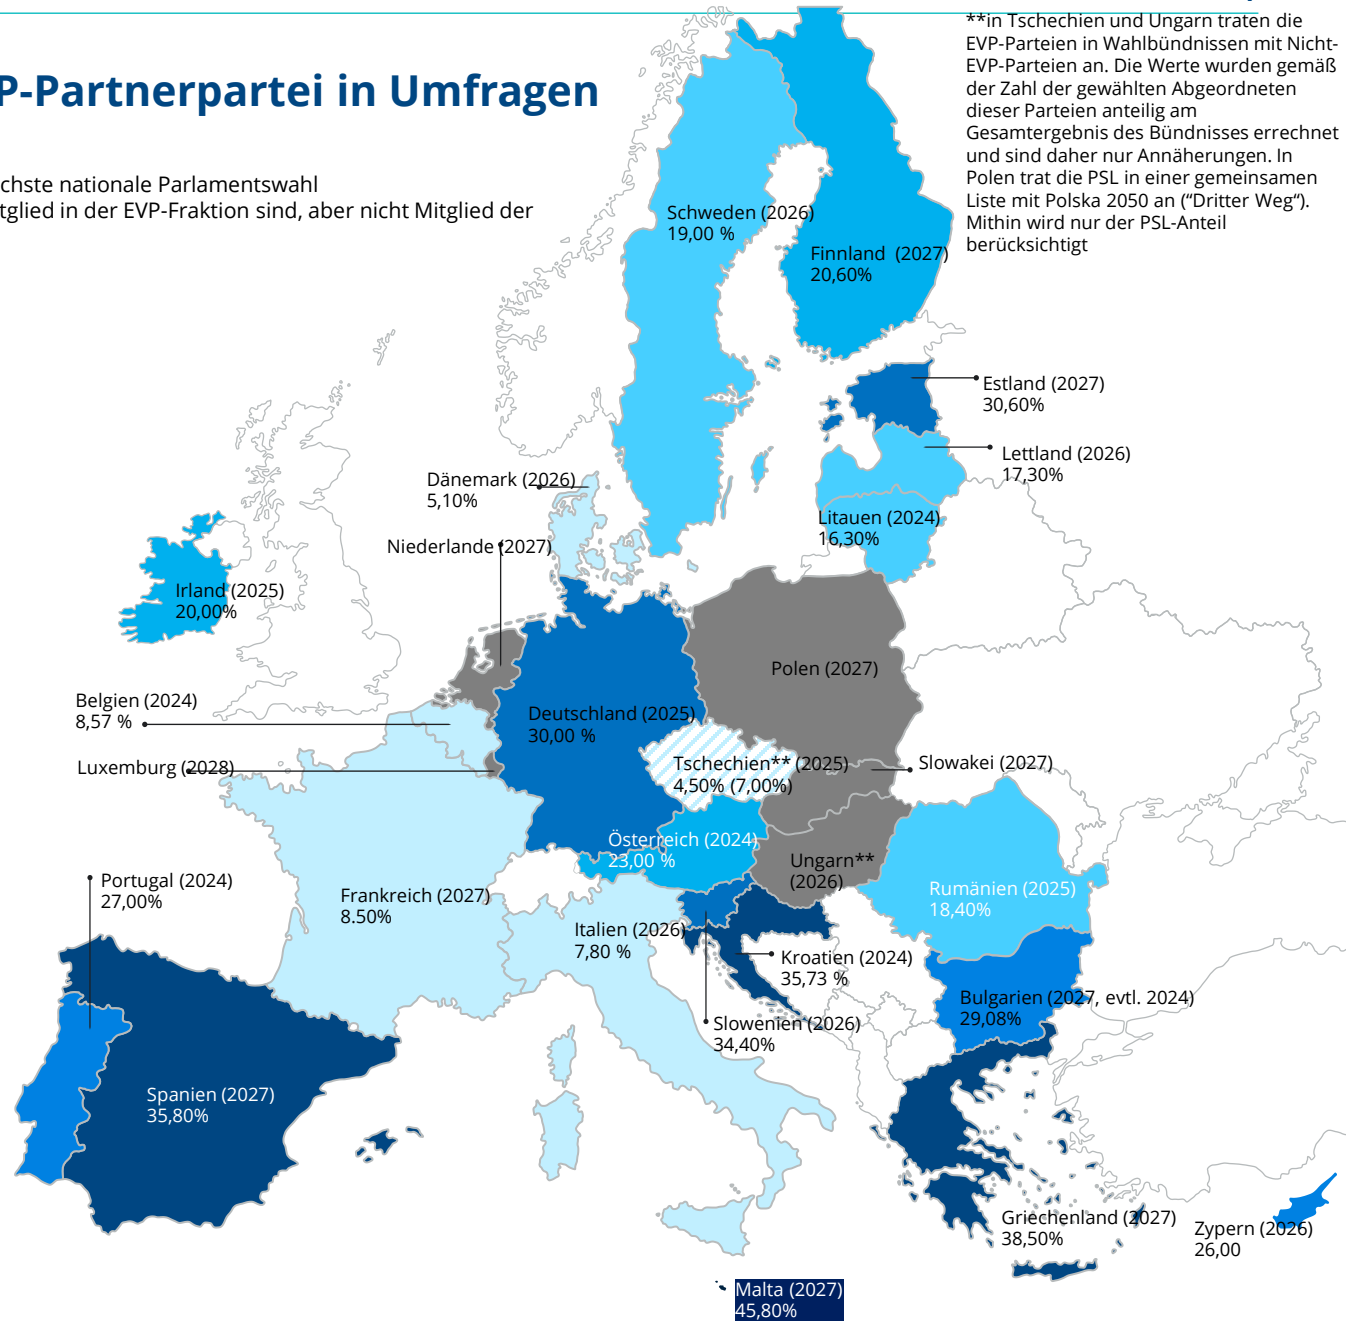 **in Tschechien und Ungarn traten die
EVP-Parteien in Wahlbündnissen mit Nicht-
EVP-Parteien an. Die Werte wurden gemäß
der Zahl der gewählten Abgeordneten
dieser Parteien anteilig am
Gesamtergebnis des Bündnisses errechnet
und sind daher nur Annäherungen. In
Polen trat die PSL in einer gemeinsamen
Liste mit Polska 2050 an (“Dritter Weg“).
Mithin wird nur der PSL-Anteil
berücksichtigt
P-Partnerpartei in Umfragen
chste nationale Parlamentswahl
tglied in der EVP-Fraktion sind, aber nicht Mitglied der
Schweden (2026)
19,00 %
Finnland (2027)
20,60%
Estland (2027)
30,60%
Lettland (2026)
17,30%
Dänemark (2026)
5,10%
Litauen (2024)
16,30%
Niederlande (2027)
Irland (2025)
20,00%
Polen (2027)
Belgien (2024)
8,57 %
Deutschland (2025)
30,00 %
Luxemburg (2028)
Tschechien** (2025)
4,50% (7,00%)
Slowakei (2027)
Österreich (2024)
23,00 %
Ungarn**
(2026)
Portugal (2024)
27,00%
Frankreich (2027)
8.50%
Rumänien (2025)
18,40%
Italien (2026)
7,80 %
Kroatien (2024)
35,73 %
Bulgarien (2027, evtl. 2024)
29,08%
Slowenien (2026)
34,40%
Spanien (2027)
35,80%
Griechenland (2027)
38,50%
Zypern (2026)
26,00
Malta (2027)
45,80%